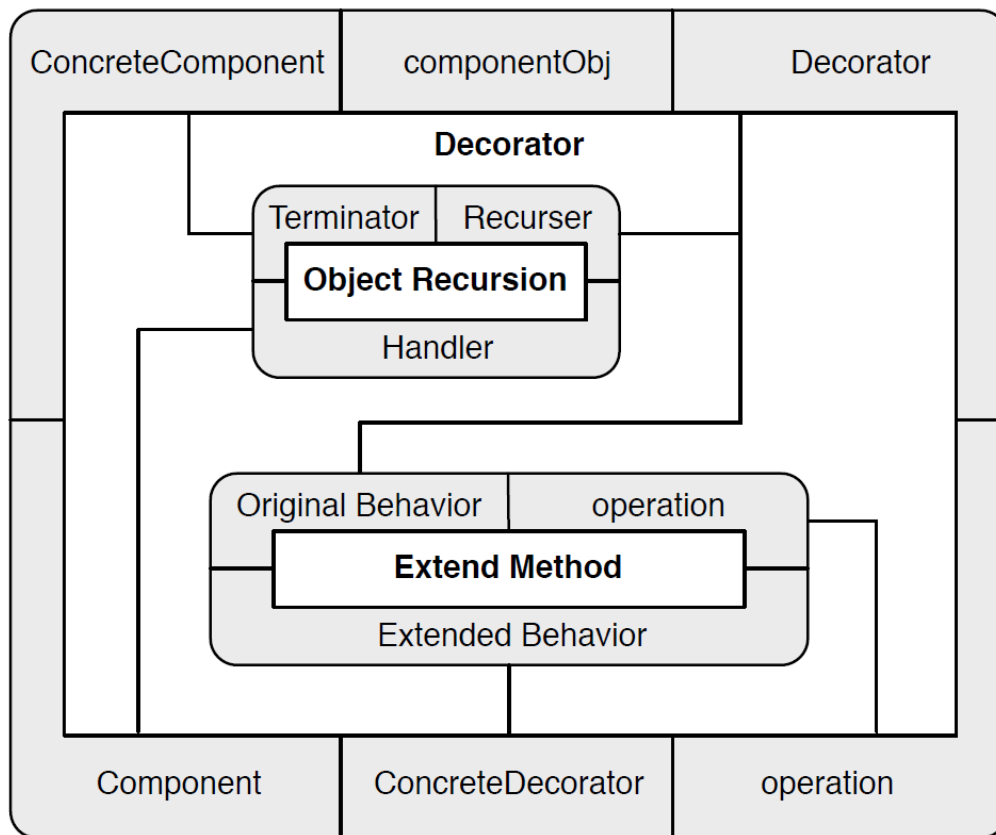 ConcreteComponent componentObj Decorator
Decorator
Terminator Recurser
Object Recursion
Handler
Original Behavior operation
Extend Method
Extended Behavior
Component ConcreteDecorator operation